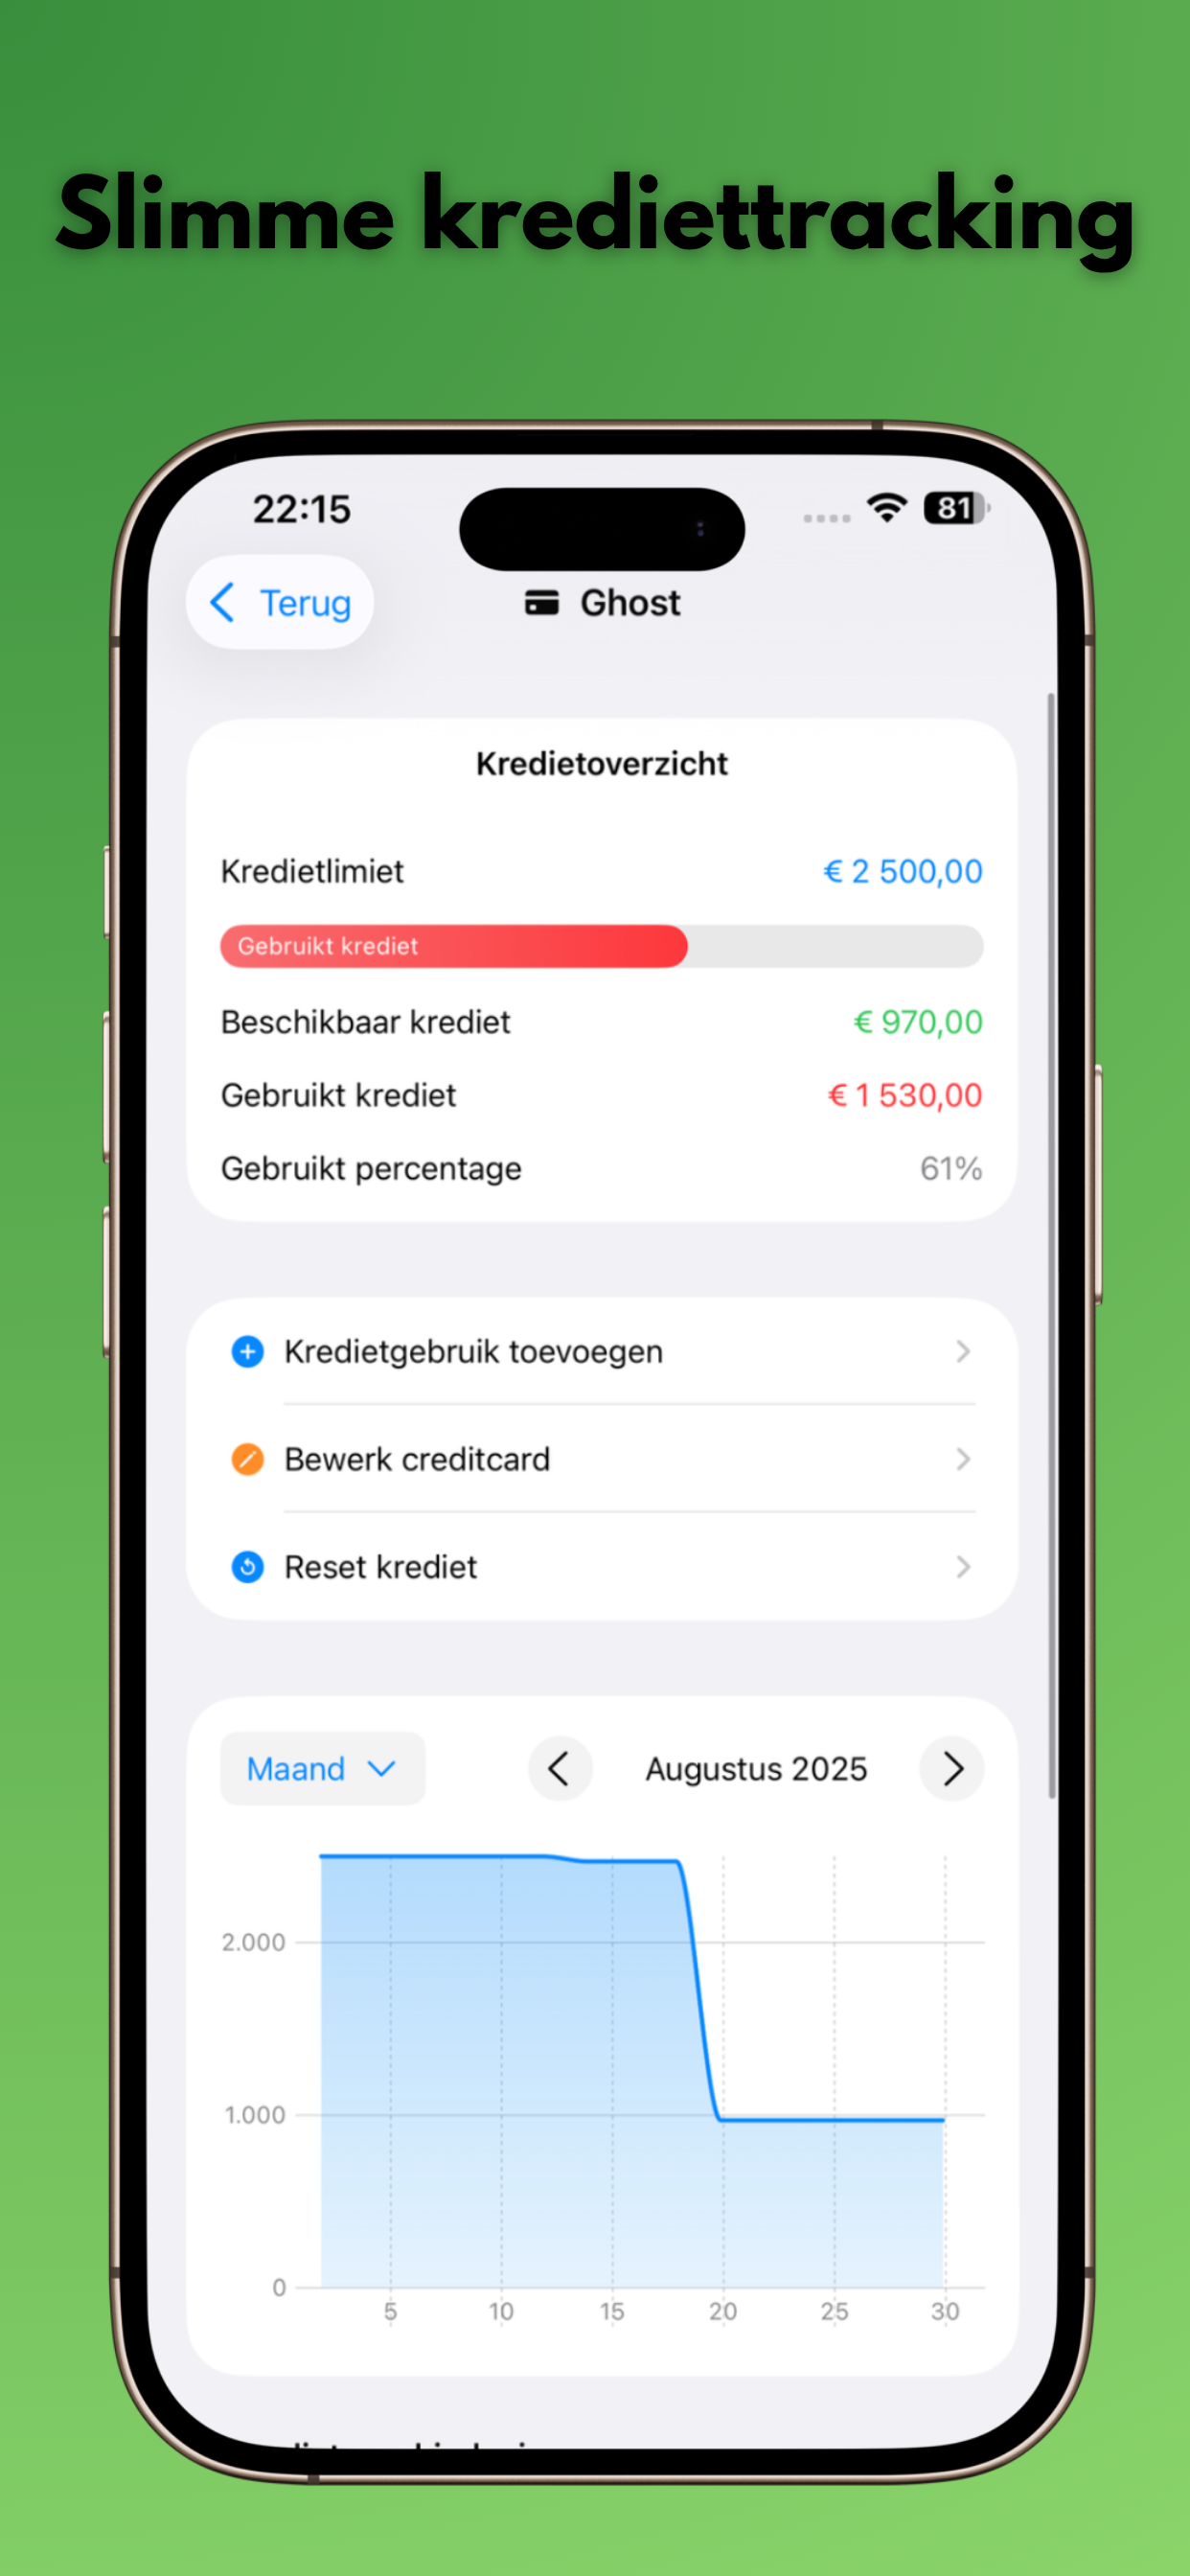 Slimme krediettracking
22:15
81
Terug
Ghost
Kredietoverzicht
Kredietlimiet € 2 500,00
Gebruikt krediet
Beschikbaar krediet € 970,00
Gebruikt krediet € 1 530,00
Gebruikt percentage 61%
Kredietgebruik toevoegen
Bewerk creditcard
Reset krediet
Maand Augustus 2025
2.000
1.000
0
5 10 15 20 25 30